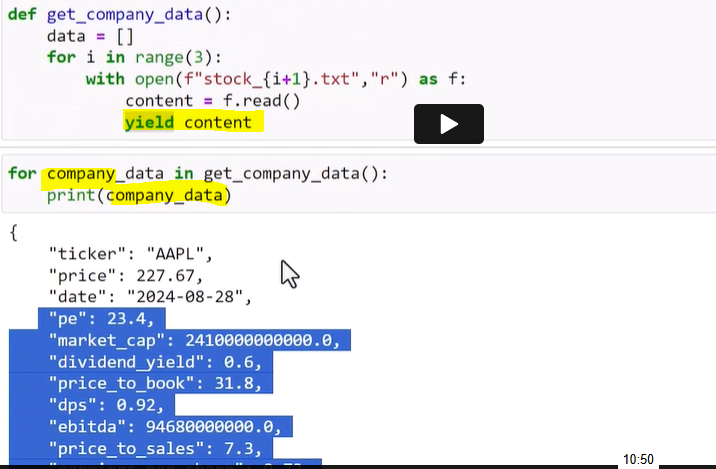 def get_company_data():
    data = []
    for i in range(3):
        with open(f"stock_{i+1}.txt","r") as f:
            content = f.read()
            yield content
for company_data in get_company_data():
    print(company_data)
{
    "ticker": "AAPL",
    "price": 227.67,
    "date": "2024-08-28",
    "pe": 23.4,
    "market_cap": 2410000000000.0,
    "dividend_yield": 0.6,
    "price_to_book": 31.8,
    "dps": 0.92,
    "ebitda": 94680000000.0,
    "price_to_sales": 7.3,
10:50